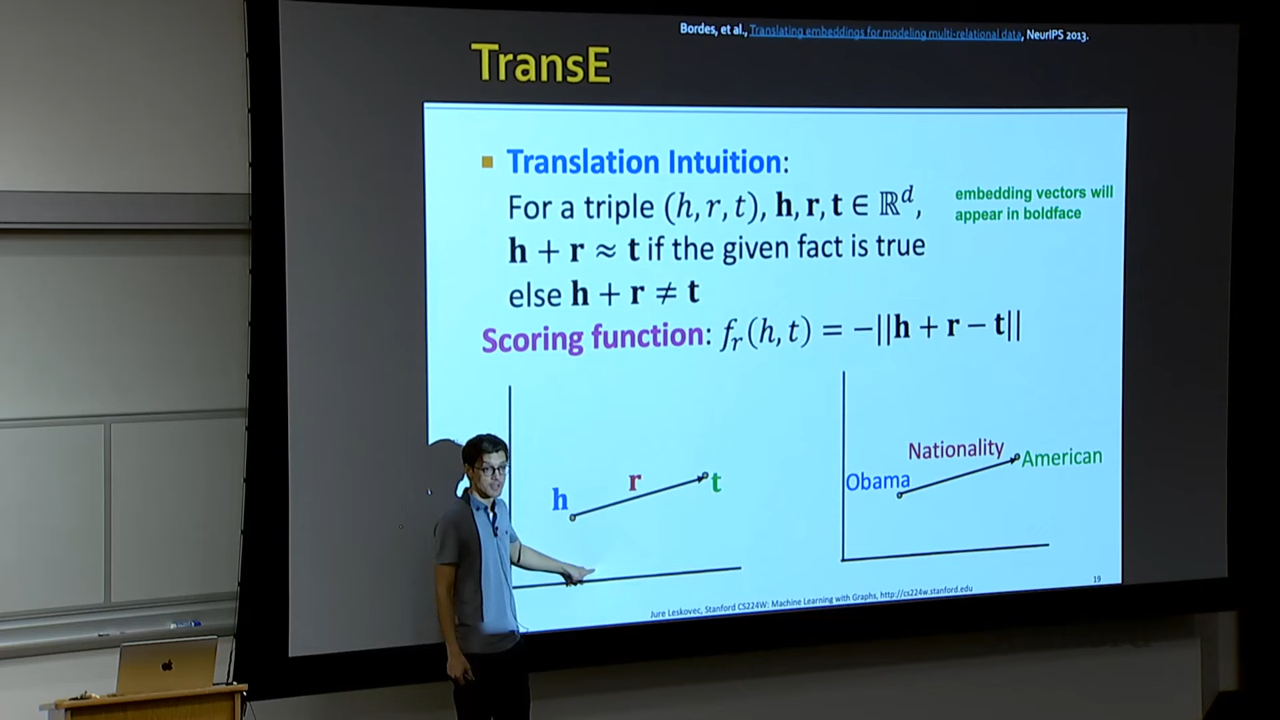 Bordes, et al., Translating embeddings for modeling multi-relational data, NeurIPS 2013.
TransE
Translation Intuition:
For a triple (h, r, t), h, r, t ∈ ℝᵈ,
embedding vectors will
appear in boldface
h + r ≈ t if the given fact is true
else h + r ≠ t
Scoring function: fᵣ(h, t) = −||h + r − t||
h
r
t
Obama
Nationality
American
19
Jure Leskovec, Stanford CS224W: Machine Learning with Graphs, http://cs224w.stanford.edu